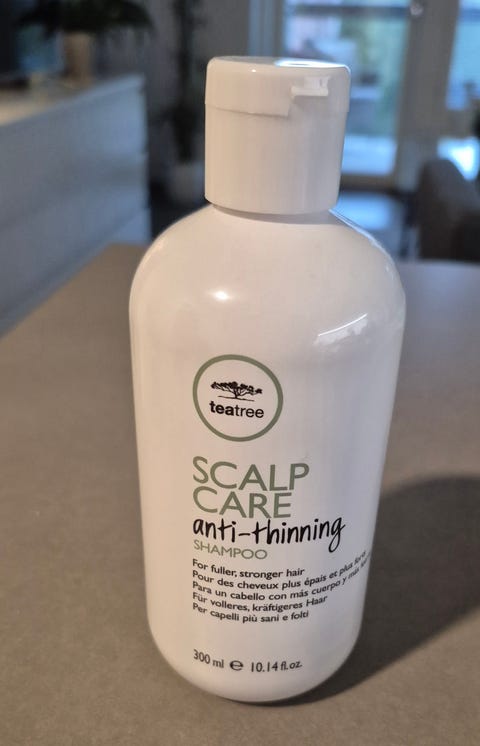 teatree
SCALP
CARE
anti-thinning
SHAMPOO
For fuller, stronger hair
Pour des cheveux plus épais et plus forts
Para un cabello con más cuerpo y más
Für volleres, kräftigeres Haar
Per capelli più sani e folti
300 ml ℮ 10.14 fl.oz.